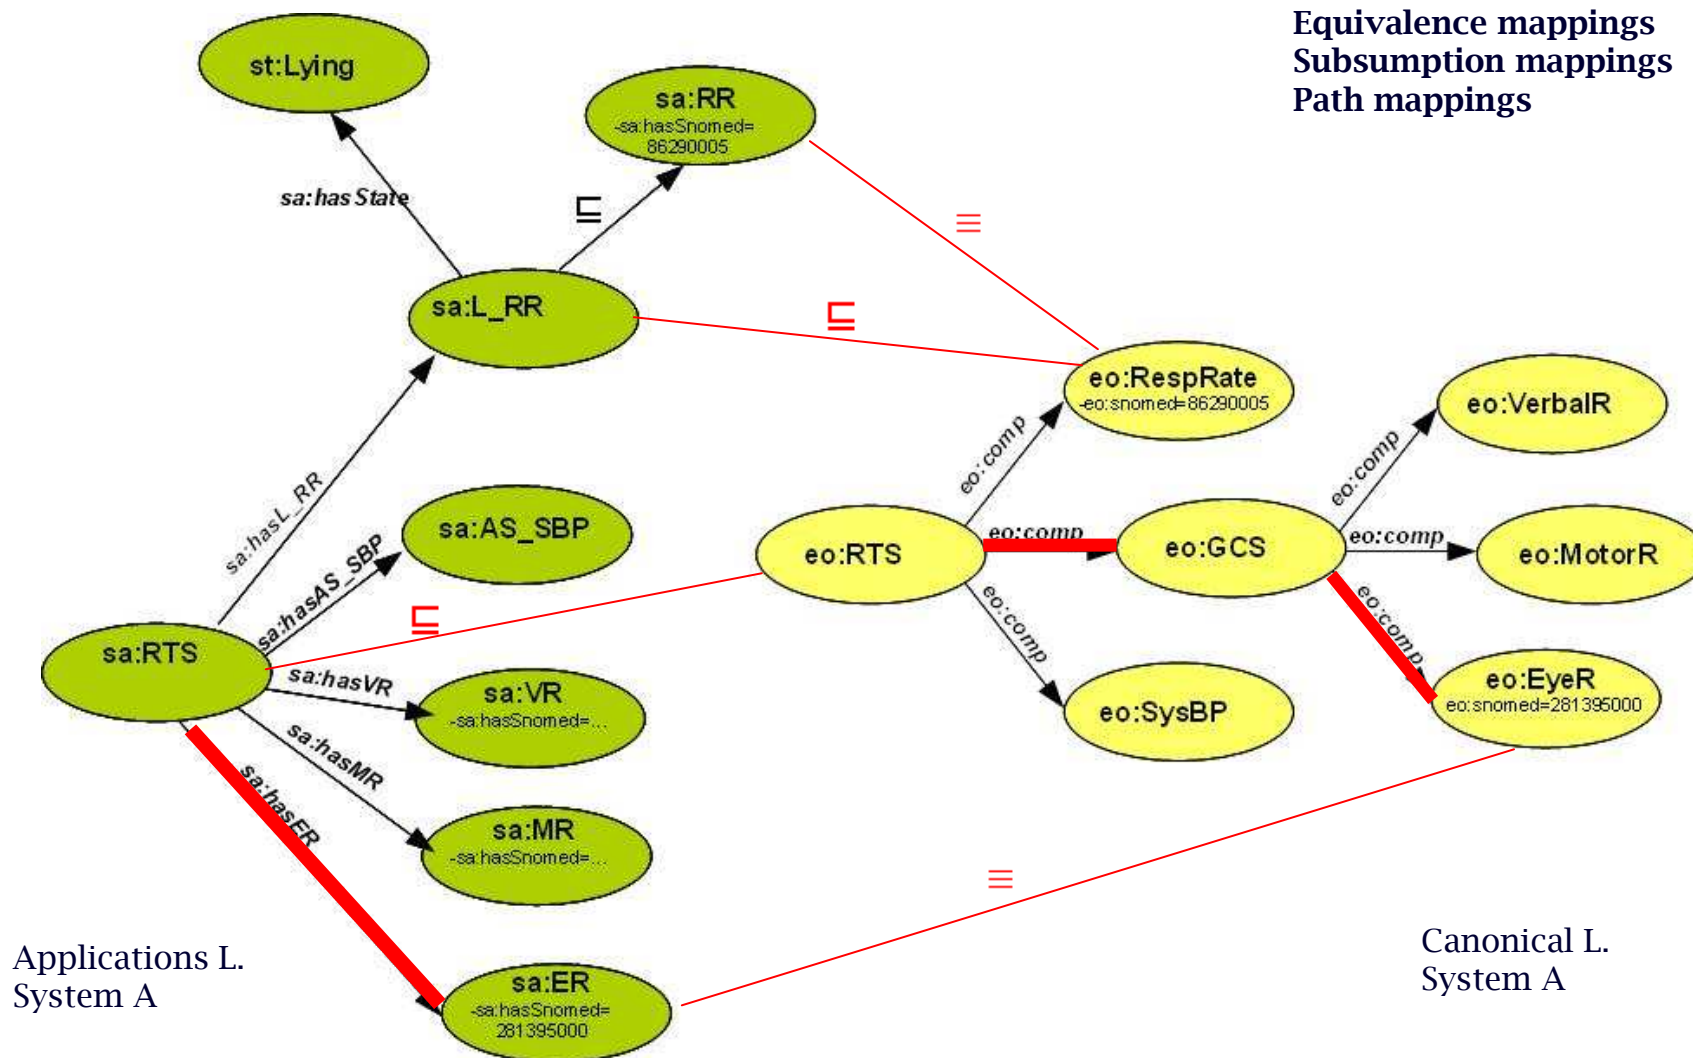 Equivalence mappings
Subsumption mappings
Path mappings
st:Lying
sa:RR
-sa:hasSnomed=
86290005
sa:hasState
⊑
≡
sa:L_RR
⊑
eo:RespRate
-eo:snomed=86290005
eo:VerbalR
eo:comp
eo:comp
sa:hasL_RR
sa:AS_SBP
sa:hasAS_SBP
eo:RTS
eo:comp
eo:GCS
eo:comp
eo:MotorR
⊑
eo:comp
eo:comp
sa:RTS
sa:hasVR
sa:VR
-sa:hasSnomed=...
eo:SysBP
eo:EyeR
eo:snomed=281395000
sa:hasMR
sa:hasER
sa:MR
-sa:hasSnomed=...
≡
Applications L.
System A
sa:ER
-sa:hasSnomed=
281395000
Canonical L.
System A